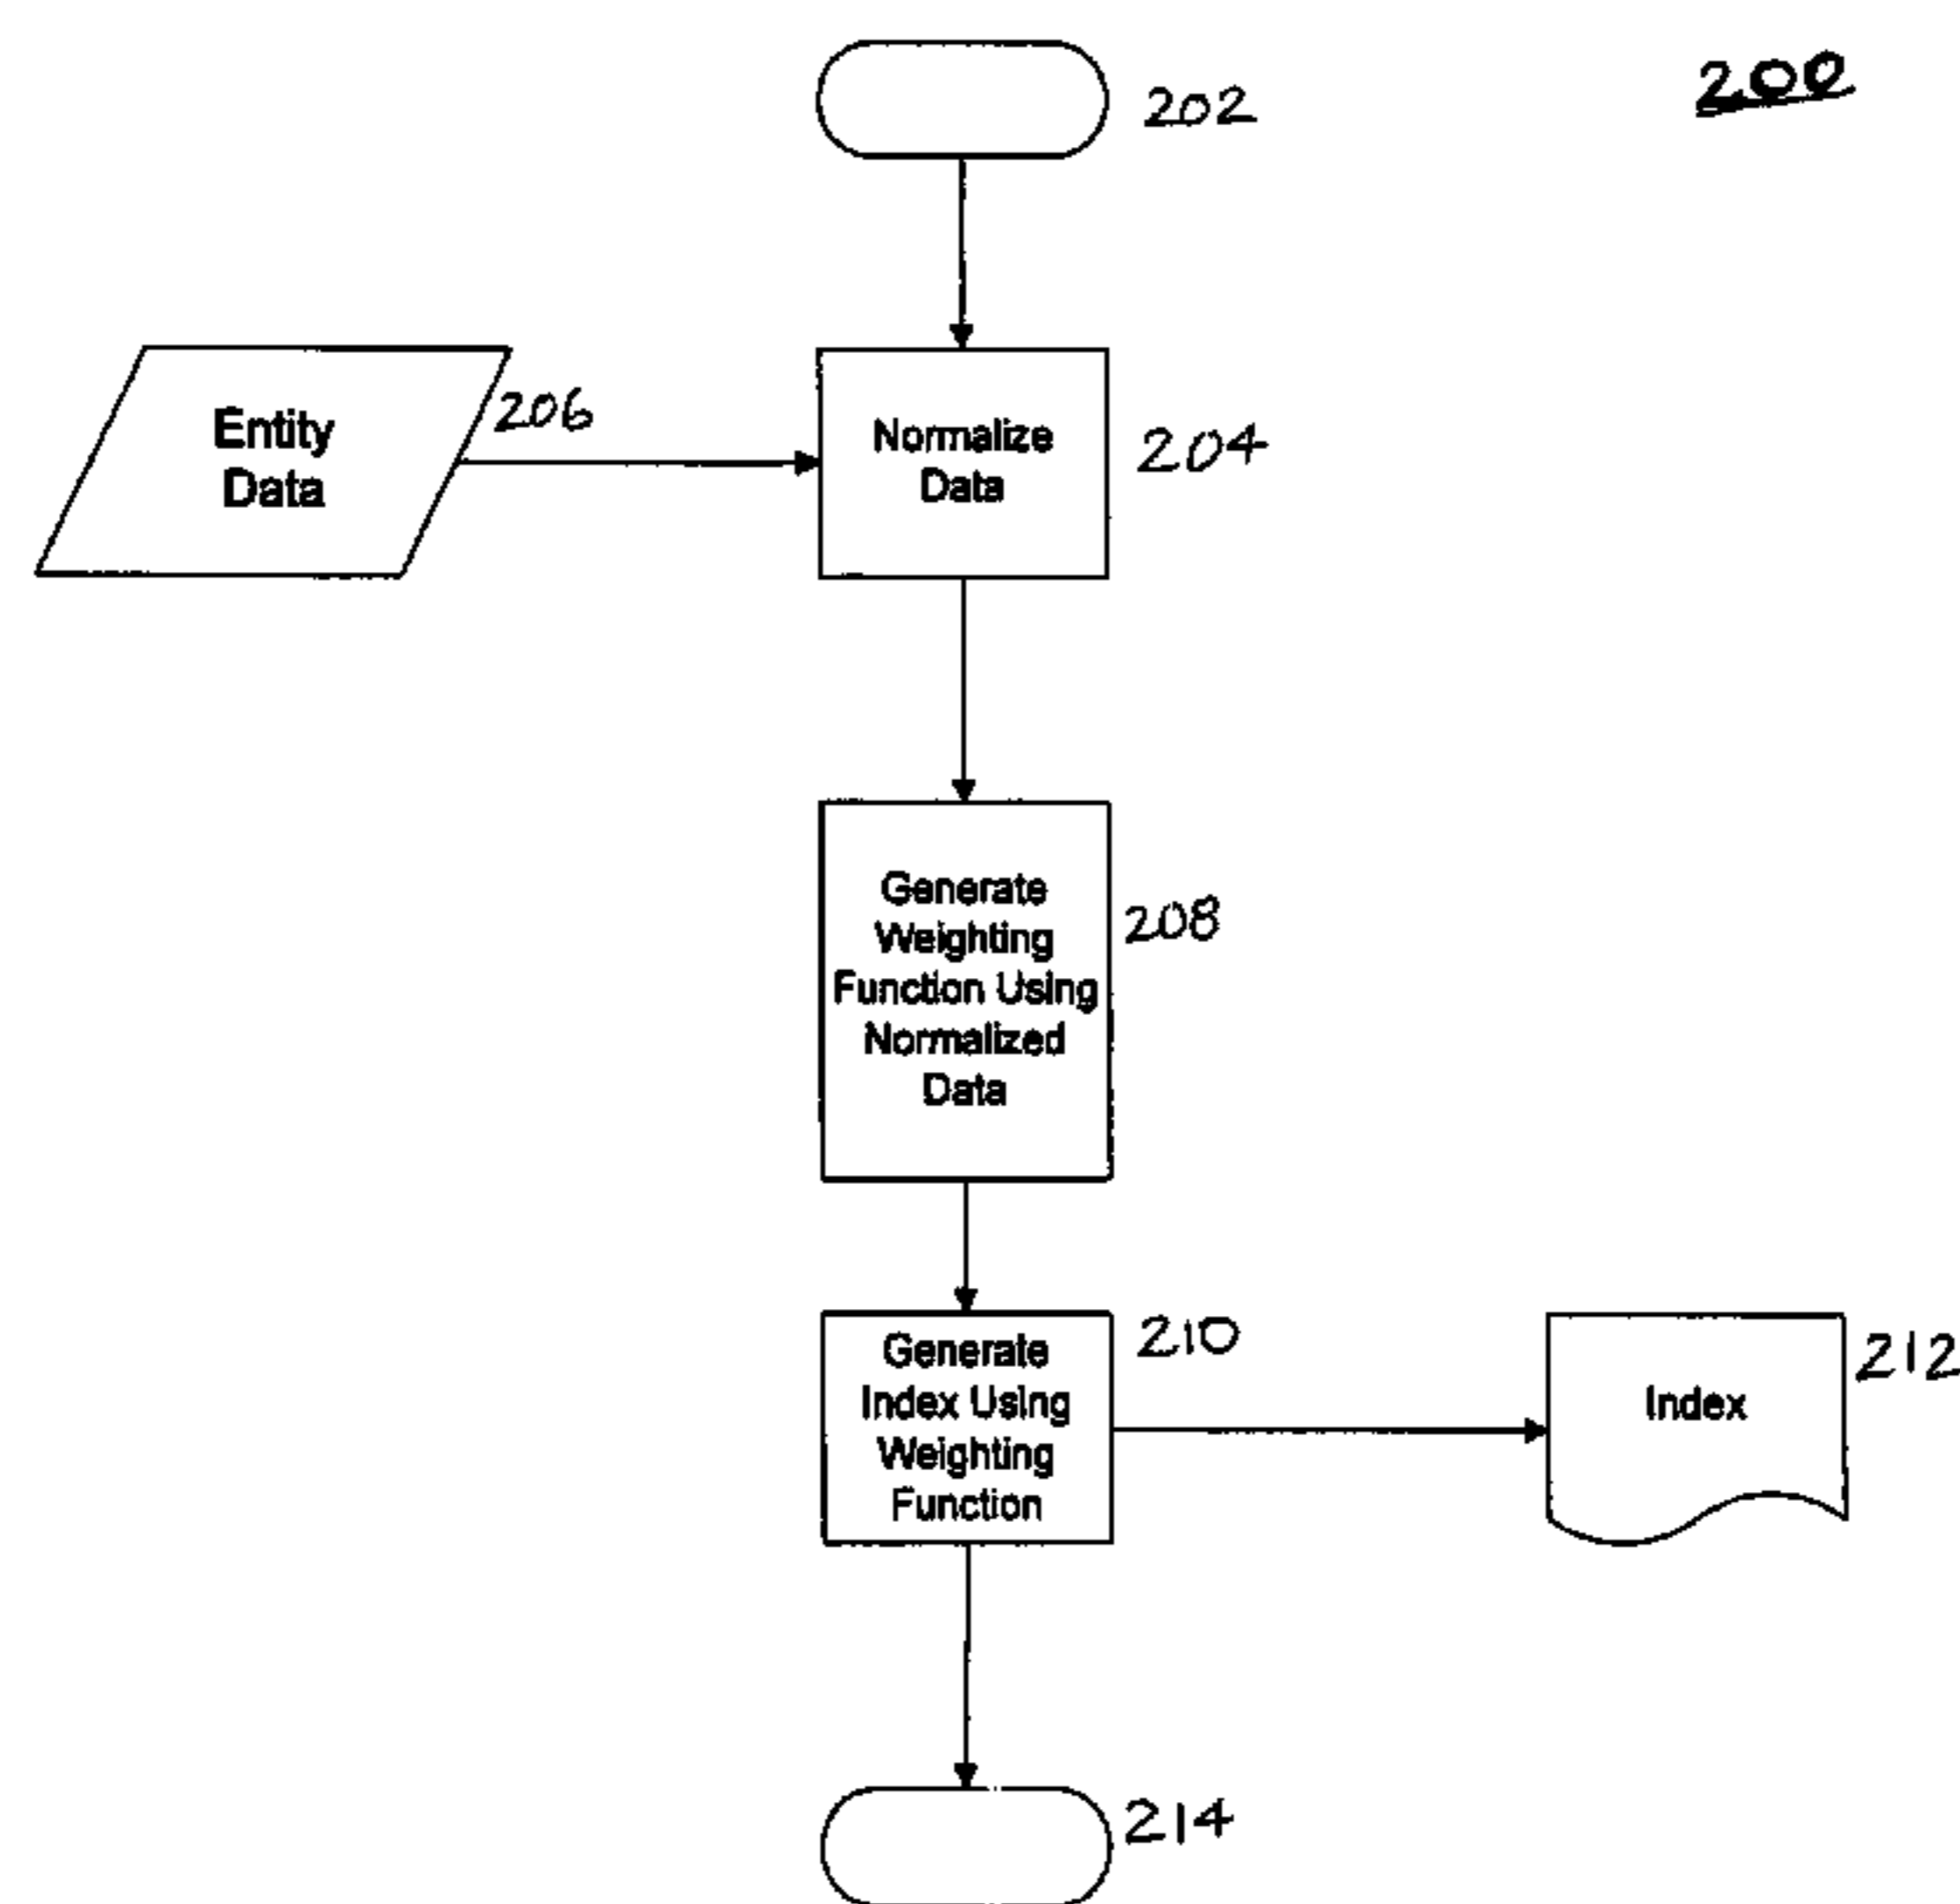 200
202
Entity
Data
206
Normalize
Data
204
Generate
Weighting
Function Using
Normalized
Data
208
Generate
Index Using
Weighting
Function
210
Index
212
214